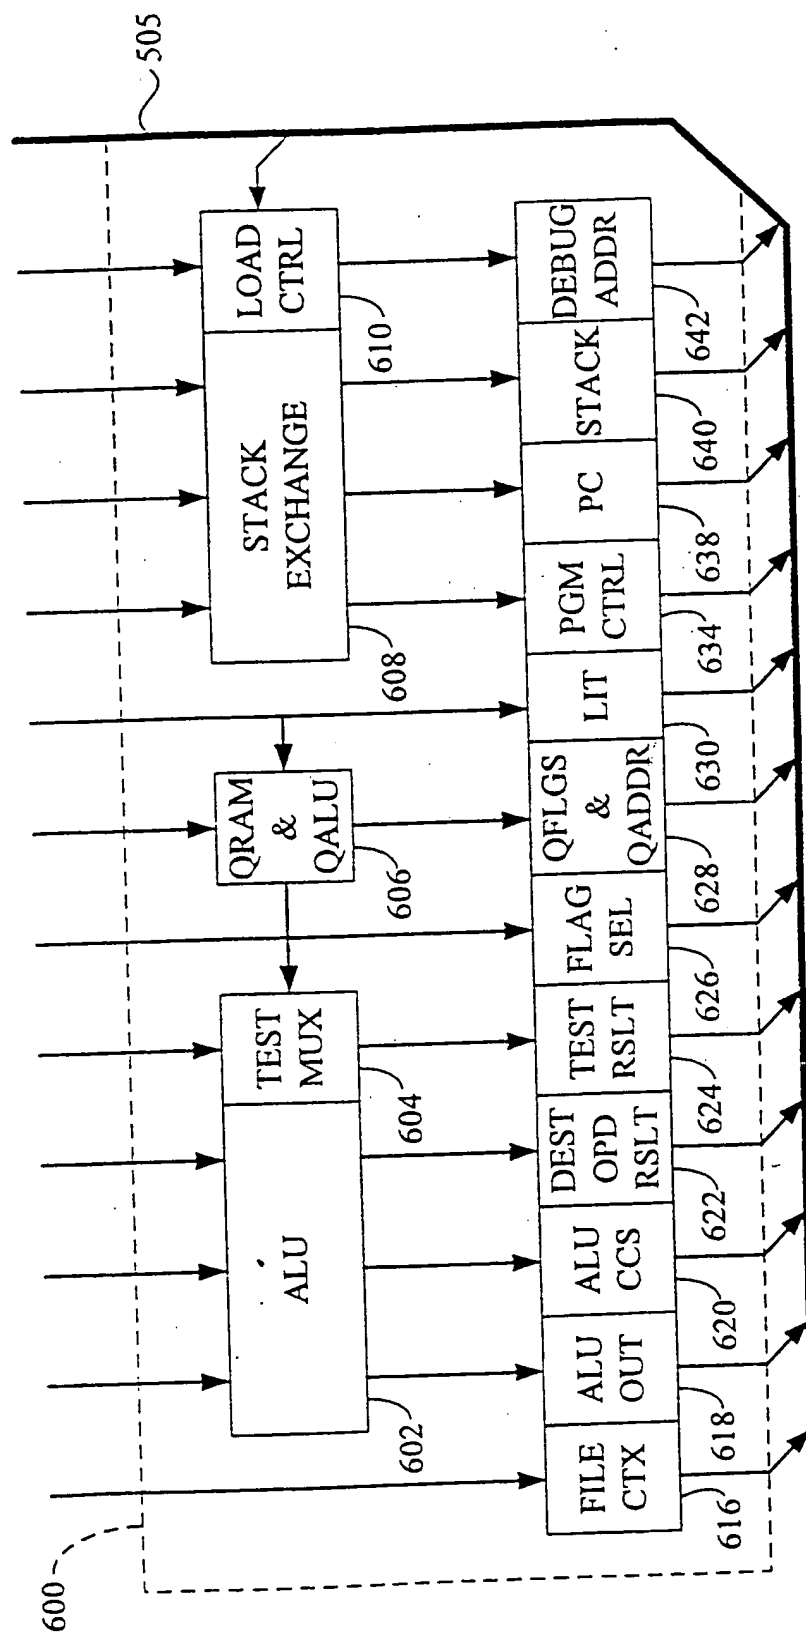 600
505
ALU
TEST
MUX
QRAM
&
QALU
STACK
EXCHANGE
LOAD
CTRL
602
604
606
608
610
FILE
CTX
ALU
OUT
ALU
CCS
DEST
OPD
RSLT
TEST
RSLT
FLAG
SEL
QFLGS
&
QADDR
LIT
PGM
CTRL
PC
STACK
DEBUG
ADDR
616
618
620
622
624
626
628
630
634
638
640
642